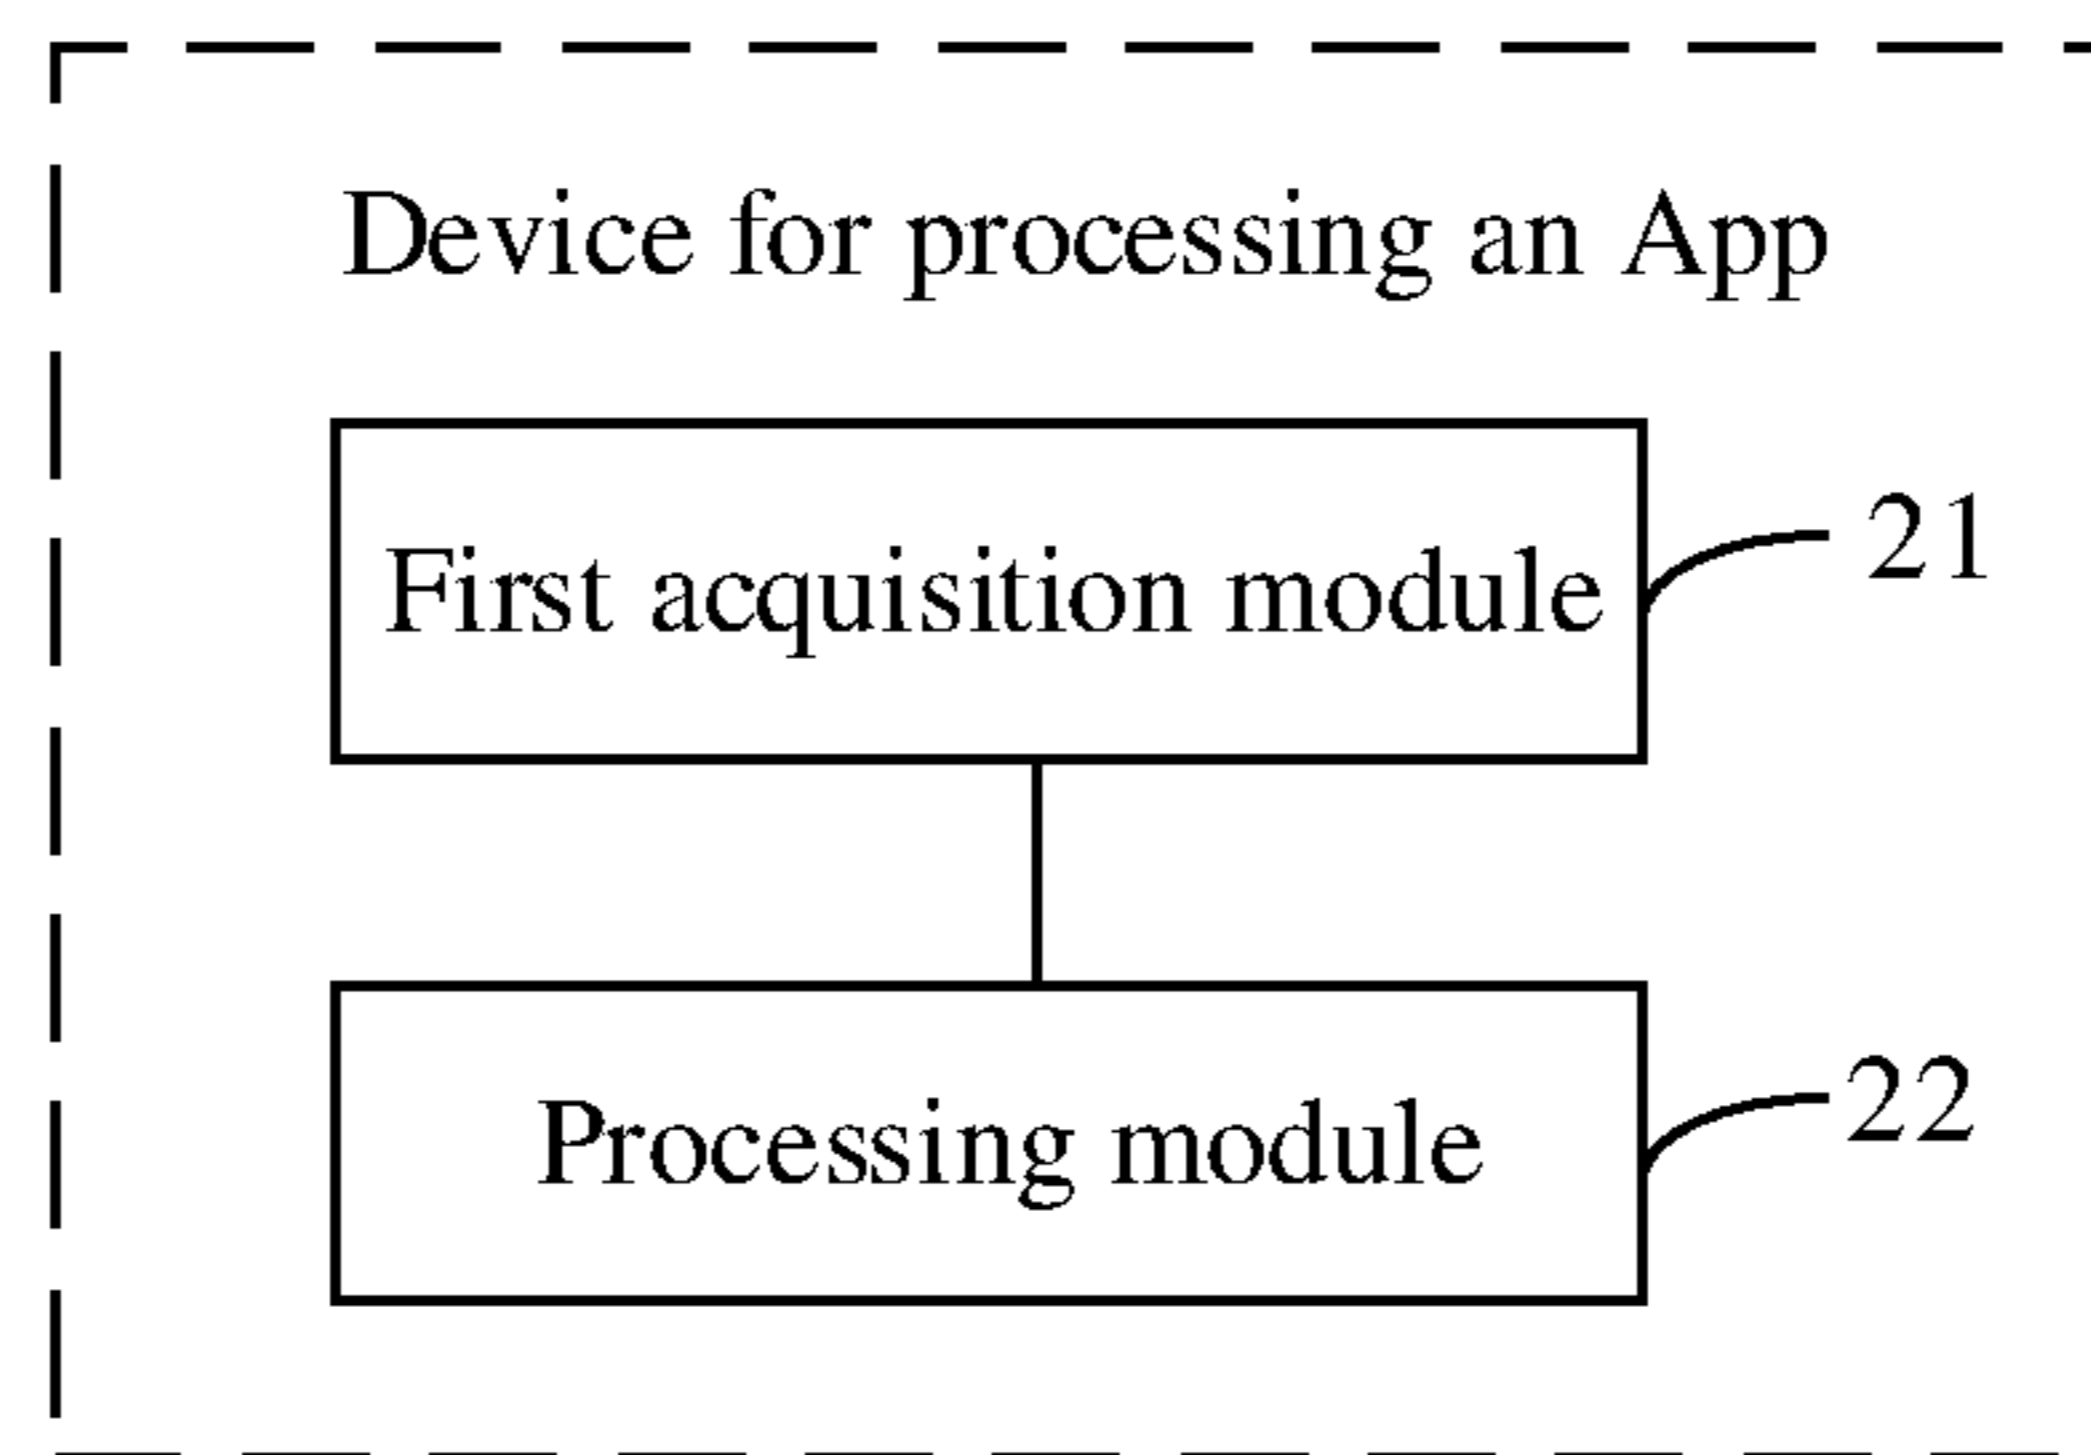 Device for processing an App
First acquisition module
21
Processing module
22